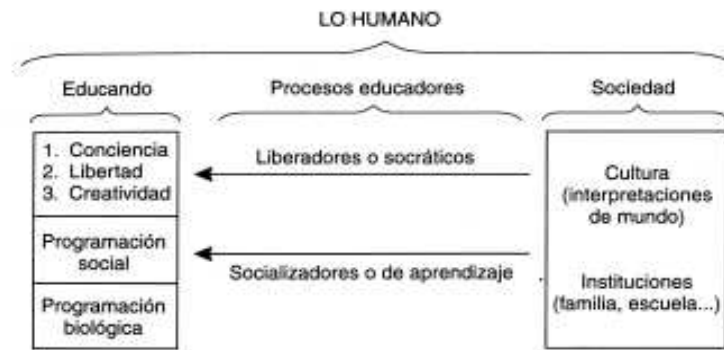 LO HUMANO
Educando
Procesos educadores
Sociedad
1. Conciencia
2. Libertad
3. Creatividad
Programación
social
Programación
biológica
Liberadores o socráticos
Socializadores o de aprendizaje
Cultura
(interpretaciones
de mundo)
Instituciones
(familia, escuela...)